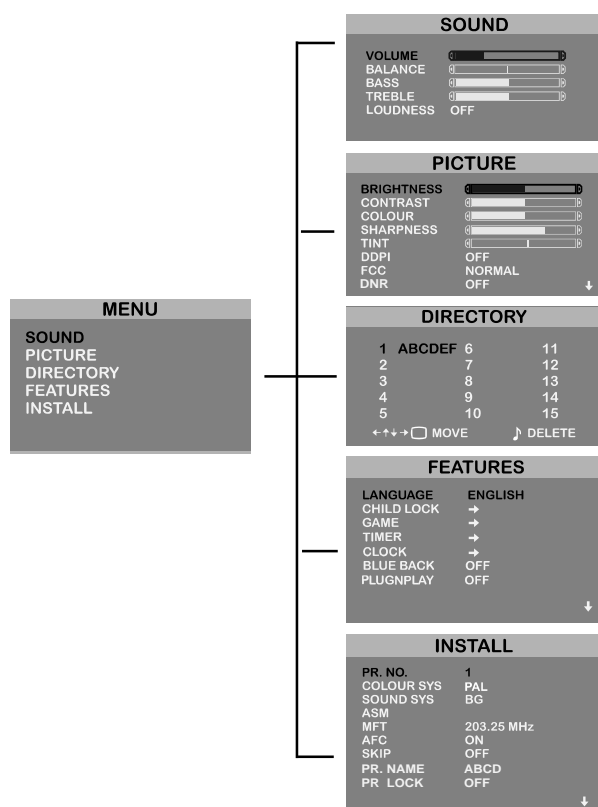 MENU
SOUND
PICTURE
DIRECTORY
FEATURES
INSTALL
SOUND
VOLUME
BALANCE
BASS
TREBLE
LOUDNESS OFF
PICTURE
BRIGHTNESS
CONTRAST
COLOUR
SHARPNESS
TINT
DDPI OFF
FCC NORMAL
DNR OFF
DIRECTORY
1 ABCDEF 6 11
2 7 12
3 8 13
4 9 14
5 10 15
MOVE DELETE
FEATURES
LANGUAGE ENGLISH
CHILD LOCK
GAME
TIMER
CLOCK
BLUE BACK OFF
PLUGNPLAY OFF
INSTALL
PR. NO. 1
COLOUR SYS PAL
SOUND SYS BG
ASM
MFT 203.25 MHz
AFC ON
SKIP OFF
PR. NAME ABCD
PR LOCK OFF